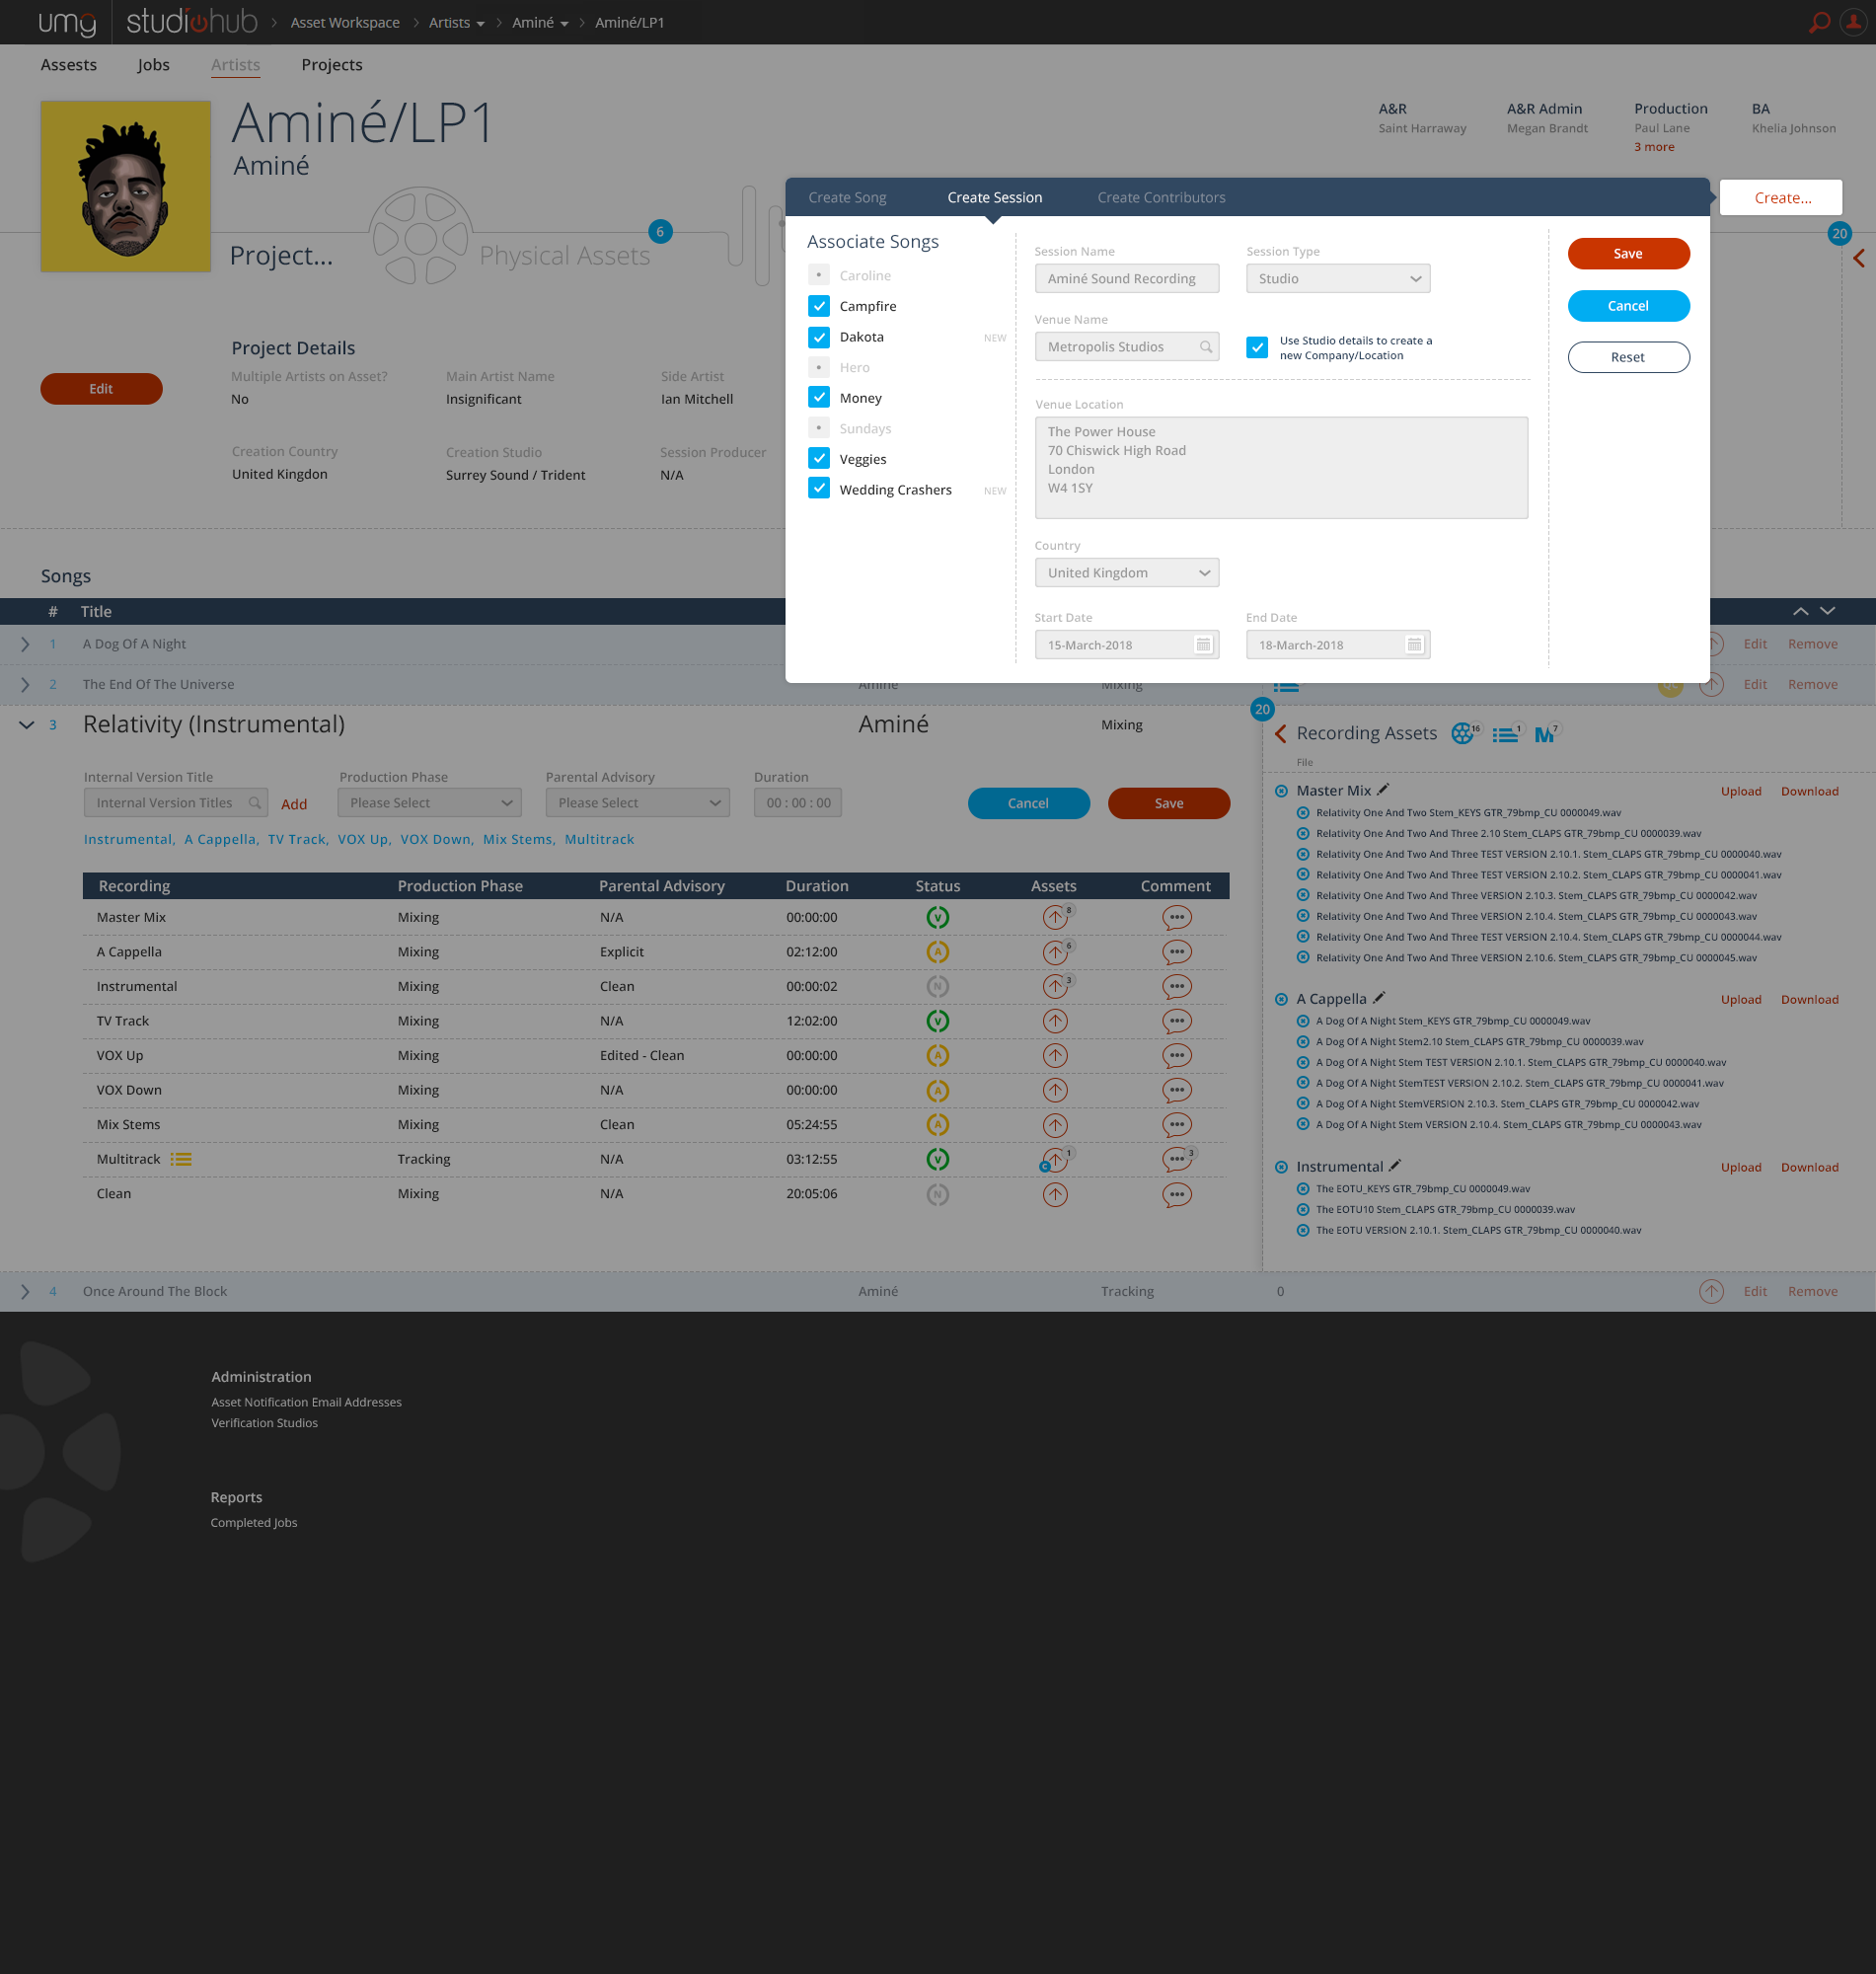 umg studiohub > Asset Workspace > Artists > Aminé > Aminé/LP1
Assests Jobs Artists Projects
Aminé/LP1
Aminé
A&R
Saint Harraway
A&R Admin
Megan Brandt
Production
Paul Lane
3 more
BA
Khelia Johnson
Project...
Physical Assets
6
20
Create...
Create Song Create Session Create Contributors
Associate Songs
Caroline
Campfire
Dakota NEW
Hero
Money
Sundays
Veggies
Wedding Crashers NEW
Session Name
Aminé Sound Recording
Session Type
Studio
Venue Name
Metropolis Studios
Use Studio details to create a
new Company/Location
Venue Location
The Power House
70 Chiswick High Road
London
W4 1SY
Country
United Kingdom
Start Date
15-March-2018
End Date
18-March-2018
Save
Cancel
Reset
Edit
Project Details
Multiple Artists on Asset?
No
Main Artist Name
Insignificant
Side Artist
Ian Mitchell
Creation Country
United Kingdon
Creation Studio
Surrey Sound / Trident
Session Producer
N/A
Songs
# Title
1 A Dog Of A Night Edit Remove
2 The End Of The Universe Aminé Mixing QC Edit Remove
3 Relativity (Instrumental) Aminé Mixing
Internal Version Title
Internal Version Titles
Add
Production Phase
Please Select
Parental Advisory
Please Select
Duration
00 : 00 : 00
Cancel
Save
Instrumental, A Cappella, TV Track, VOX Up, VOX Down, Mix Stems, Multitrack
Recording Production Phase Parental Advisory Duration Status Assets Comment
Master Mix Mixing N/A 00:00:00 V 8
A Cappella Mixing Explicit 02:12:00 A 6
Instrumental Mixing Clean 00:00:02 N 3
TV Track Mixing N/A 12:02:00 V
VOX Up Mixing Edited - Clean 00:00:00 A
VOX Down Mixing N/A 00:00:00 A
Mix Stems Mixing Clean 05:24:55 A
Multitrack Tracking N/A 03:12:55 V C 1 3
Clean Mixing N/A 20:05:06 N
20
Recording Assets 16 1 M 7
File
Master Mix Upload Download
Relativity One And Two Stem_KEYS GTR_79bmp_CU 0000049.wav
Relativity One And Two And Three 2.10 Stem_CLAPS GTR_79bmp_CU 0000039.wav
Relativity One And Two And Three TEST VERSION 2.10.1. Stem_CLAPS GTR_79bmp_CU 0000040.wav
Relativity One And Two And Three TEST VERSION 2.10.2. Stem_CLAPS GTR_79bmp_CU 0000041.wav
Relativity One And Two And Three VERSION 2.10.3. Stem_CLAPS GTR_79bmp_CU 0000042.wav
Relativity One And Two And Three VERSION 2.10.4. Stem_CLAPS GTR_79bmp_CU 0000043.wav
Relativity One And Two And Three TEST VERSION 2.10.4. Stem_CLAPS GTR_79bmp_CU 0000044.wav
Relativity One And Two And Three VERSION 2.10.6. Stem_CLAPS GTR_79bmp_CU 0000045.wav
A Cappella Upload Download
A Dog Of A Night Stem_KEYS GTR_79bmp_CU 0000049.wav
A Dog Of A Night Stem2.10 Stem_CLAPS GTR_79bmp_CU 0000039.wav
A Dog Of A Night Stem TEST VERSION 2.10.1. Stem_CLAPS GTR_79bmp_CU 0000040.wav
A Dog Of A Night StemTEST VERSION 2.10.2. Stem_CLAPS GTR_79bmp_CU 0000041.wav
A Dog Of A Night StemVERSION 2.10.3. Stem_CLAPS GTR_79bmp_CU 0000042.wav
A Dog Of A Night Stem VERSION 2.10.4. Stem_CLAPS GTR_79bmp_CU 0000043.wav
Instrumental Upload Download
The EOTU_KEYS GTR_79bmp_CU 0000049.wav
The EOTU10 Stem_CLAPS GTR_79bmp_CU 0000039.wav
The EOTU VERSION 2.10.1. Stem_CLAPS GTR_79bmp_CU 0000040.wav
4 Once Around The Block Aminé Tracking 0 Edit Remove
Administration
Asset Notification Email Addresses
Verification Studios
Reports
Completed Jobs